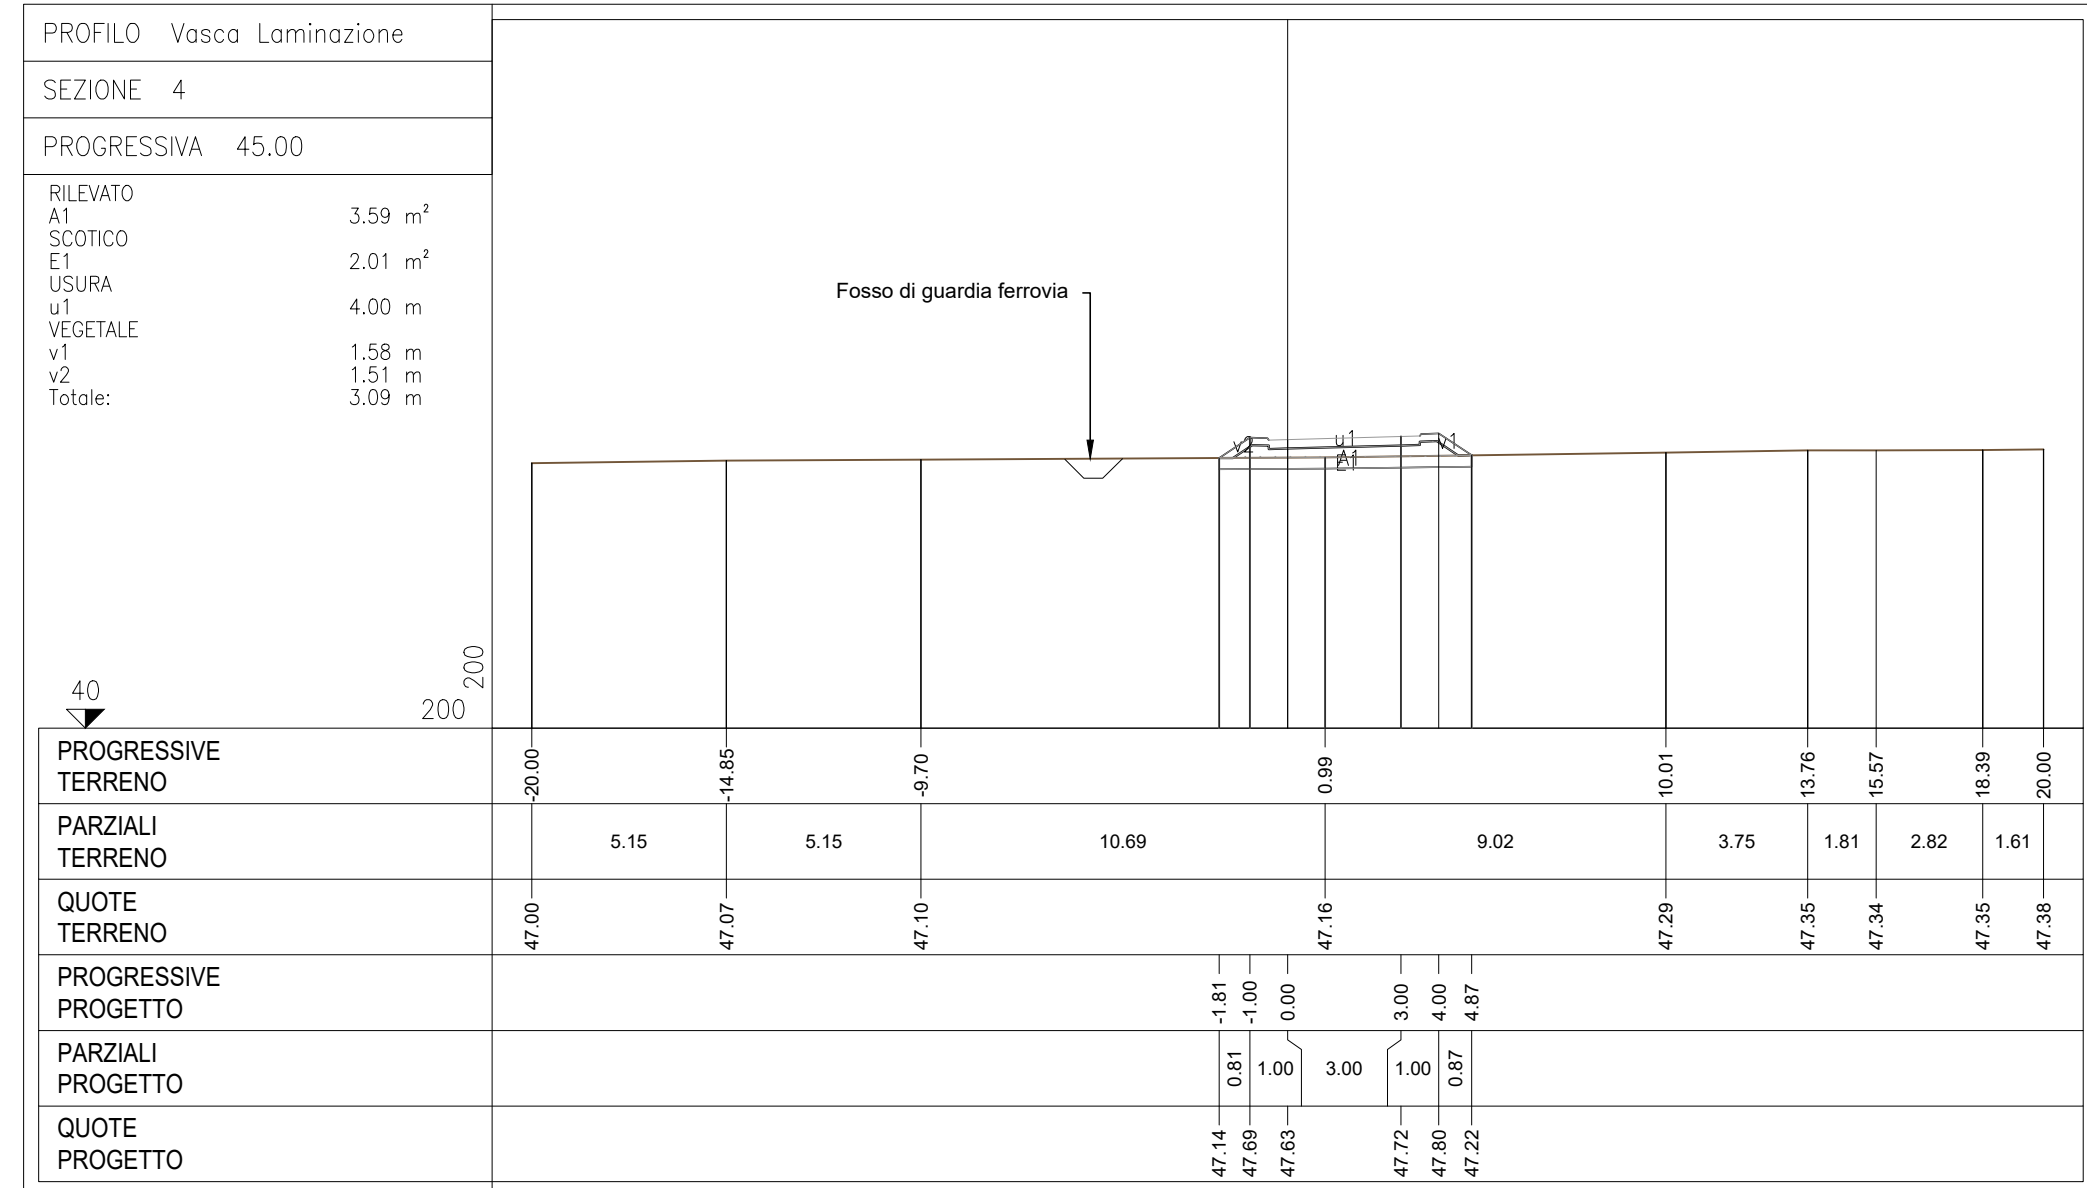 PROFILO Vasca Laminazione
SEZIONE 4
PROGRESSIVA 45.00
RILEVATO
A1 3.59 m²
SCOTICO
E1 2.01 m²
USURA
u1 4.00 m
VEGETALE
v1 1.58 m
v2 1.51 m
Totale: 3.09 m
Fosso di guardia ferrovia
v2 u1 v1
A1
E1
200
40 200
PROGRESSIVE
TERRENO
-20.00 -14.85 -9.70 0.99 10.01 13.76 15.57 18.39 20.00
PARZIALI
TERRENO
5.15 5.15 10.69 9.02 3.75 1.81 2.82 1.61
QUOTE
TERRENO
47.00 47.07 47.10 47.16 47.29 47.35 47.34 47.35 47.38
PROGRESSIVE
PROGETTO
-1.81 -1.00 0.00 3.00 4.00 4.87
PARZIALI
PROGETTO
0.81 1.00 3.00 1.00 0.87
QUOTE
PROGETTO
47.14 47.69 47.63 47.72 47.80 47.22